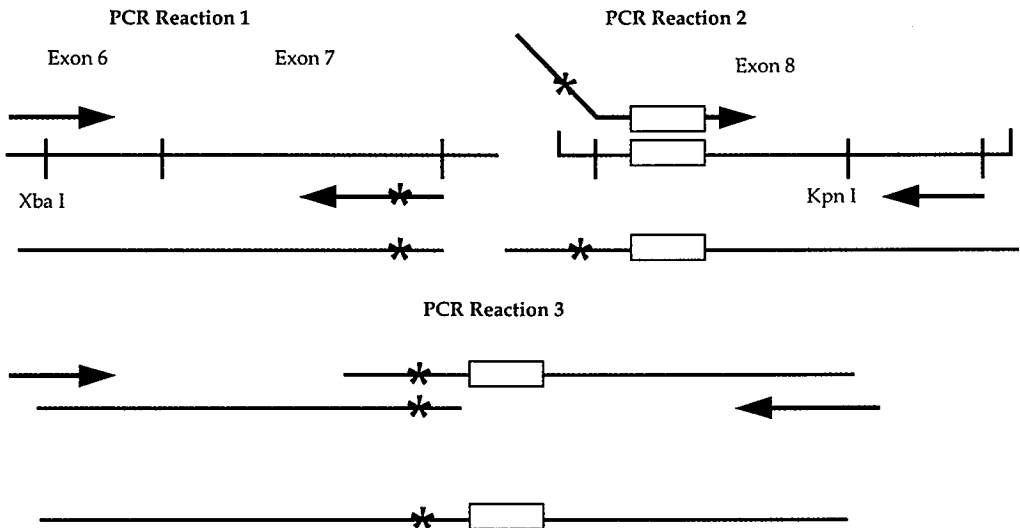 PCR Reaction 1
PCR Reaction 2
Exon 6
Exon 7
Exon 8
Xba I
Kpn I
PCR Reaction 3